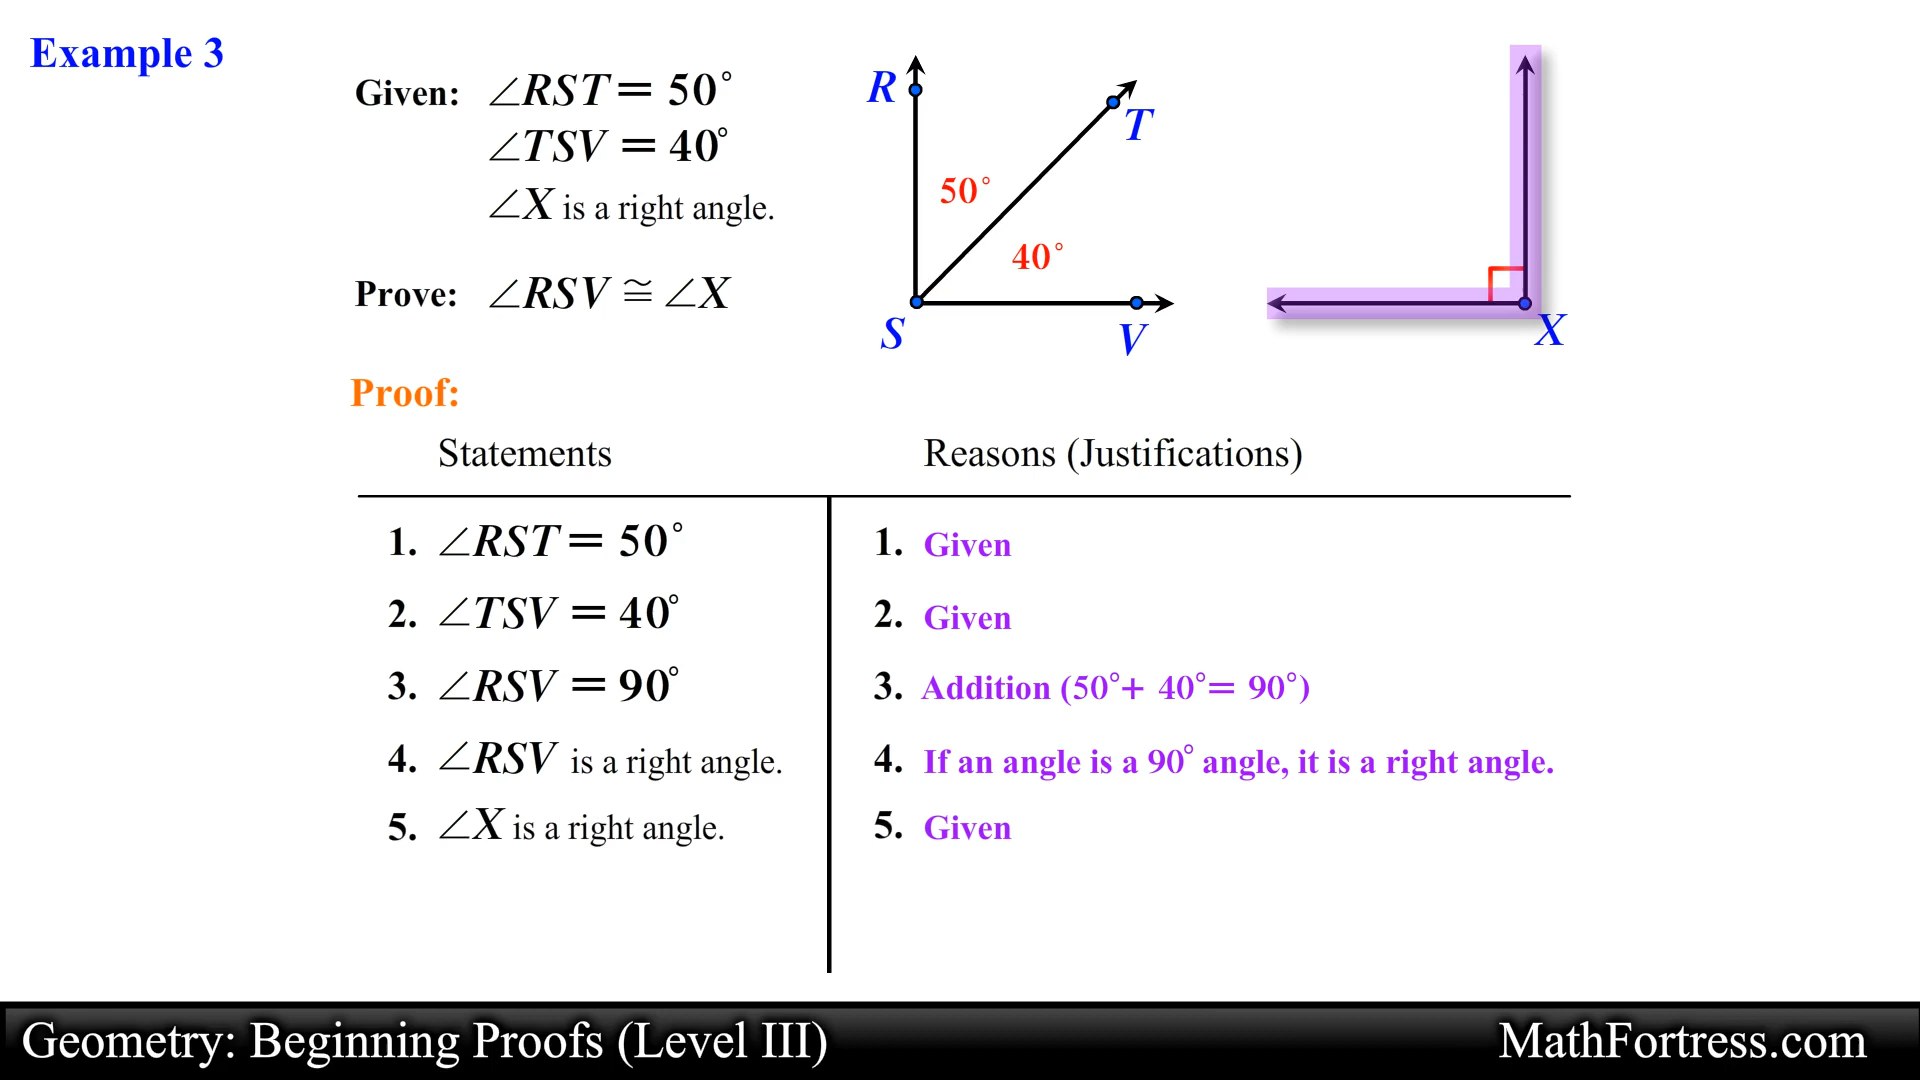 Example 3
Given: ∠RST = 50°
∠TSV = 40°
∠X is a right angle.
Prove: ∠RSV ≅ ∠X
R
T
50°
40°
S
V
X
Proof:
Statements
Reasons (Justifications)
1. ∠RST = 50°
1. Given
2. ∠TSV = 40°
2. Given
3. ∠RSV = 90°
3. Addition (50°+ 40°= 90°)
4. ∠RSV is a right angle.
4. If an angle is a 90° angle, it is a right angle.
5. ∠X is a right angle.
5. Given
Geometry: Beginning Proofs (Level III)
MathFortress.com